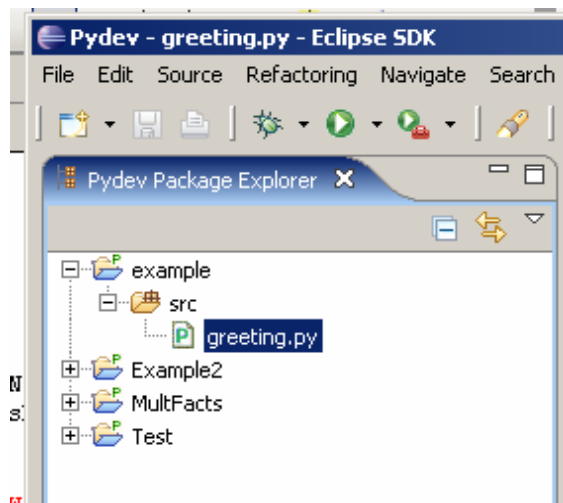 Pydev - greeting.py - Eclipse SDK
File Edit Source Refactoring Navigate Search
Pydev Package Explorer
example
src
greeting.py
Example2
MultFacts
Test